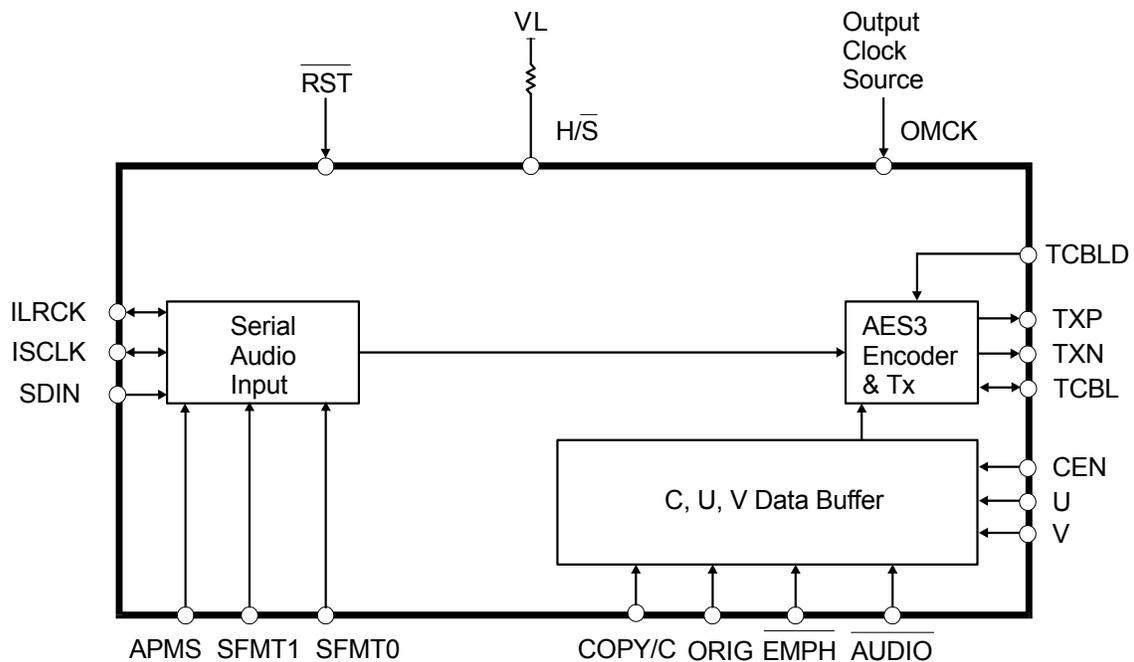 VL
Output
Clock
Source
RST
H/S
OMCK
TCBLD
ILRCK
ISCLK
SDIN
Serial
Audio
Input
AES3
Encoder
& Tx
TXP
TXN
TCBL
C, U, V Data Buffer
CEN
U
V
APMS
SFMT1
SFMT0
COPY/C
ORIG
EMPH
AUDIO